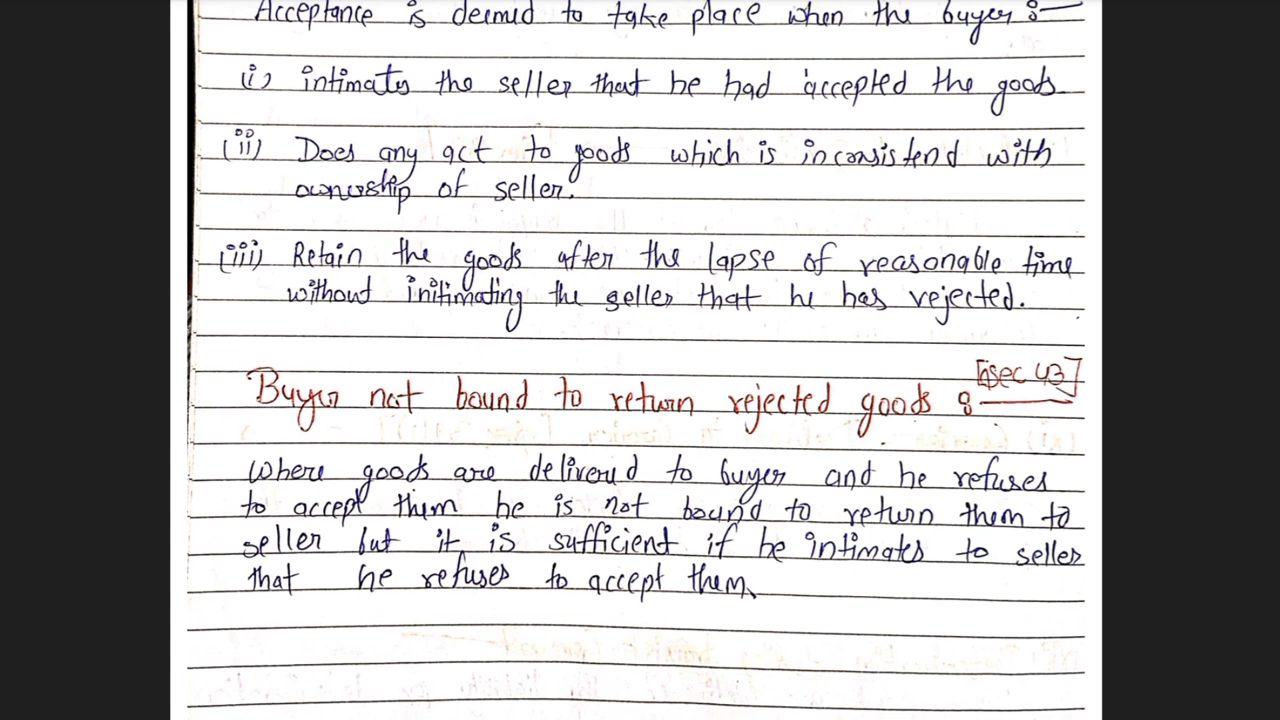 Acceptance is deemed to take place when the buyer :—
(i) intimates the seller that he had accepted the goods
(ii) Does any act to goods which is inconsistend with
ownership of seller.
(iii) Retain the goods after the lapse of reasonable time
without initimating the seller that he has rejected.
[sec 43]
Buyer not bound to return rejected goods :—
Where goods are delivered to buyer and he refuses
to accept them he is not bound to return them to
seller but it is sufficient if he intimates to seller
that he refuses to accept them.